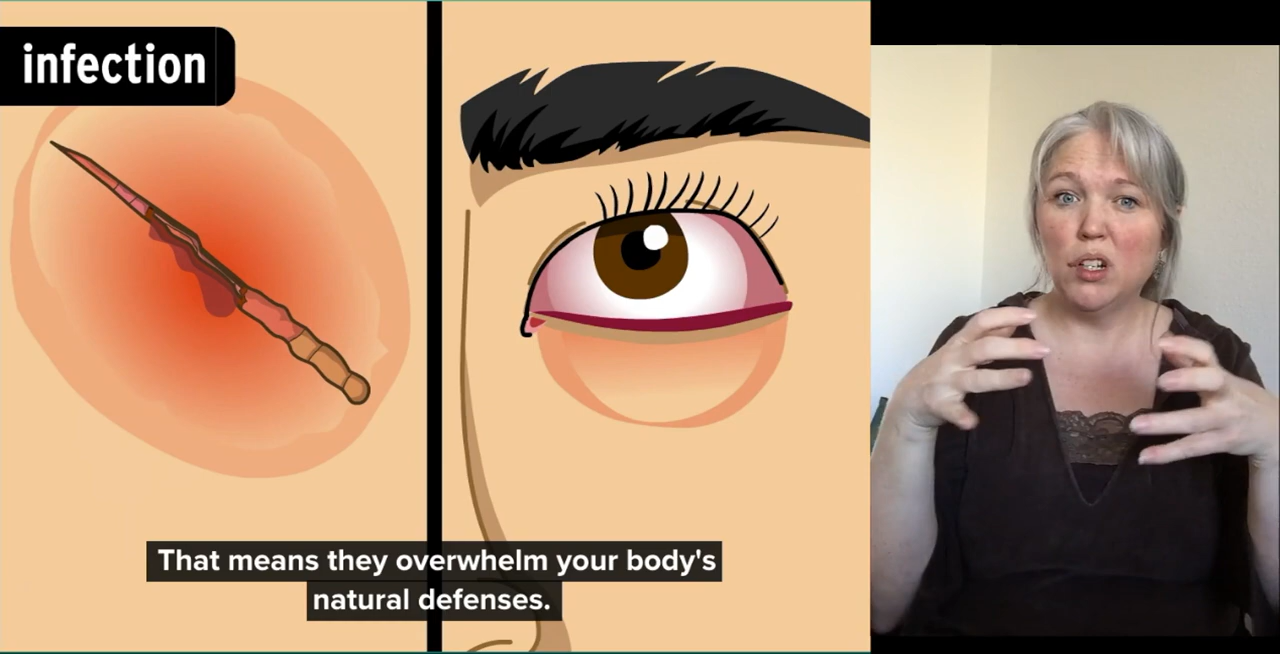 infection
That means they overwhelm your body's
natural defenses.